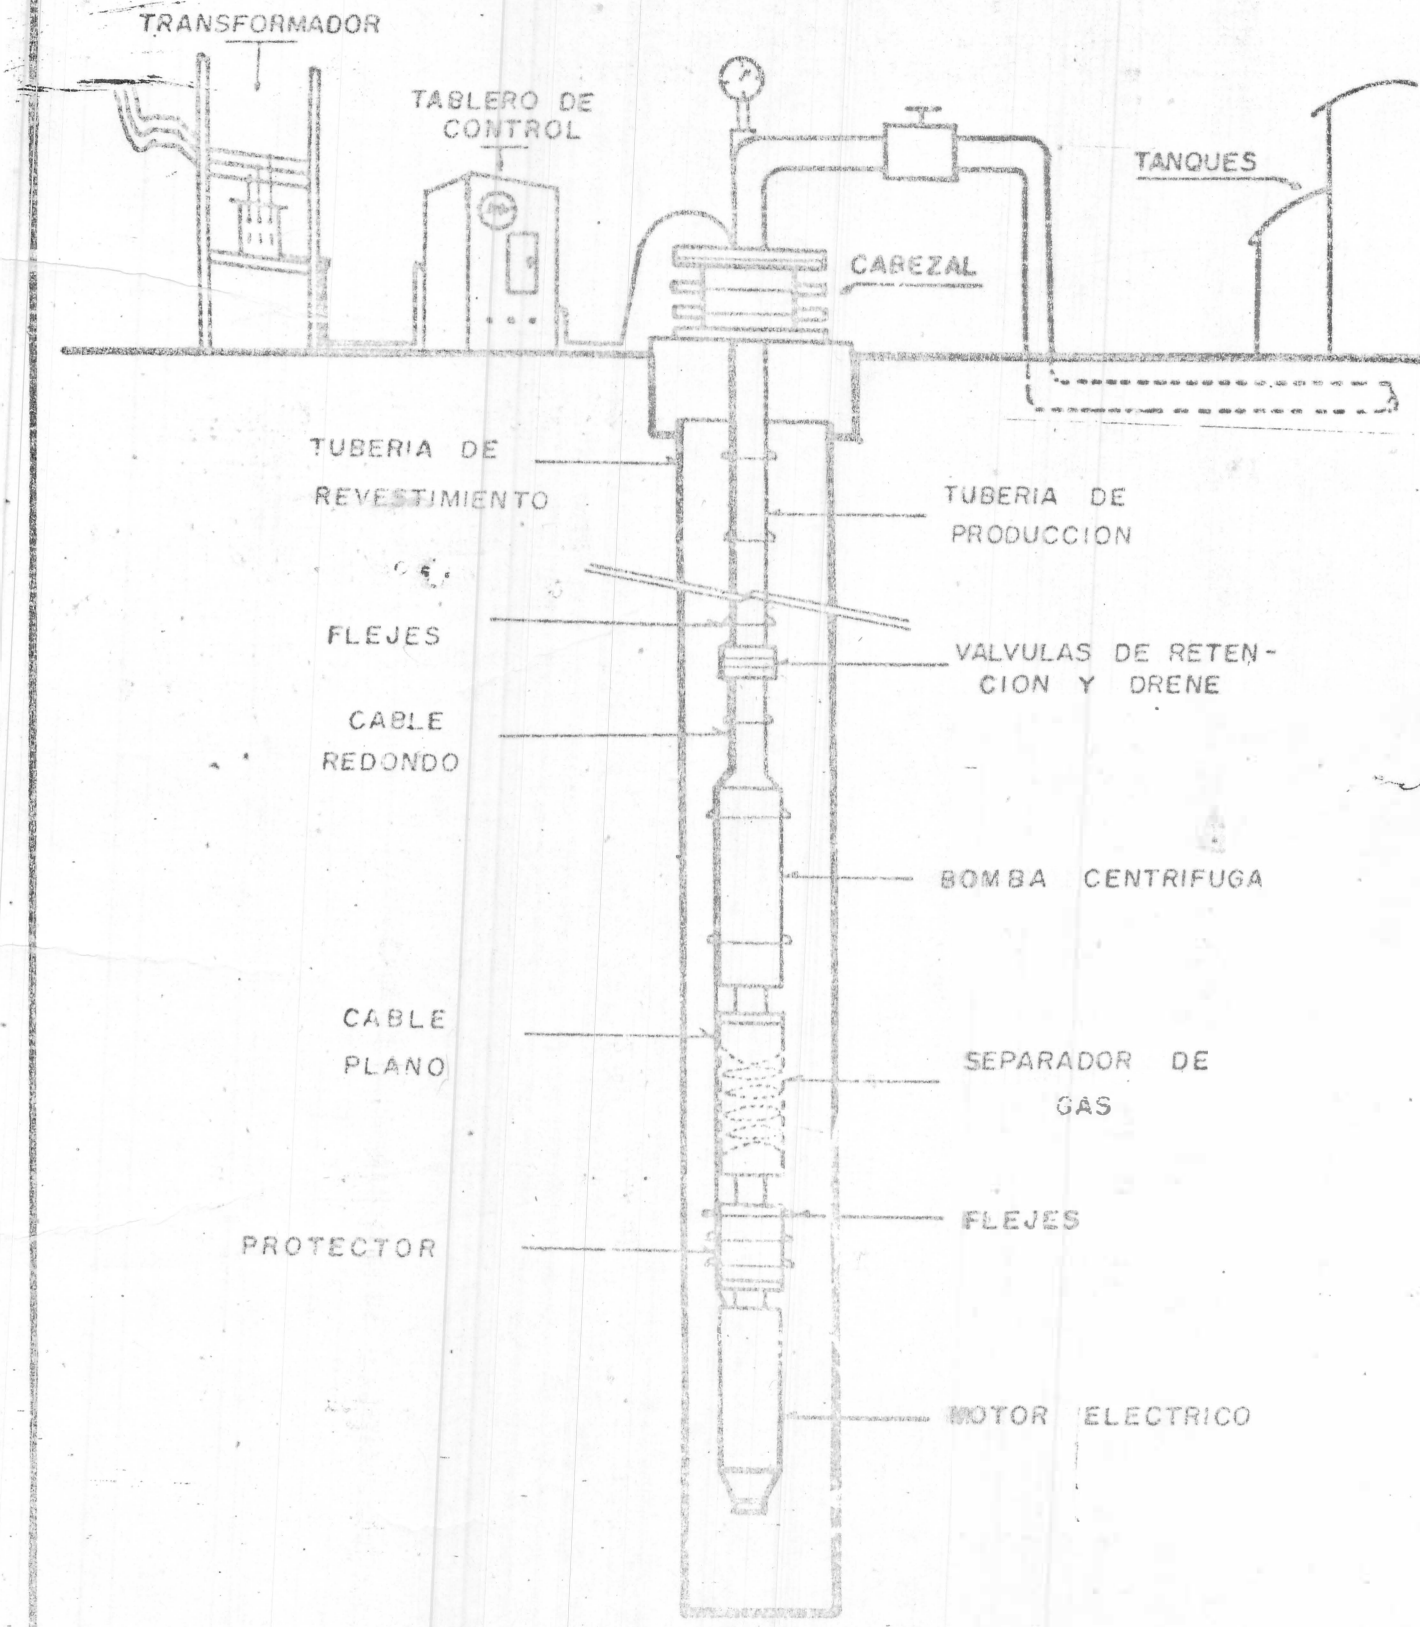 TRANSFORMADOR
TABLERO DE
CONTROL
TANQUES
CABEZAL
TUBERIA DE
REVESTIMIENTO
TUBERIA DE
PRODUCCION
FLEJES
VALVULAS DE RETEN-
CION Y DRENE
CABLE
REDONDO
BOMBA CENTRIFUGA
CABLE
PLANO
SEPARADOR DE
GAS
FLEJES
PROTECTOR
MOTOR ELECTRICO